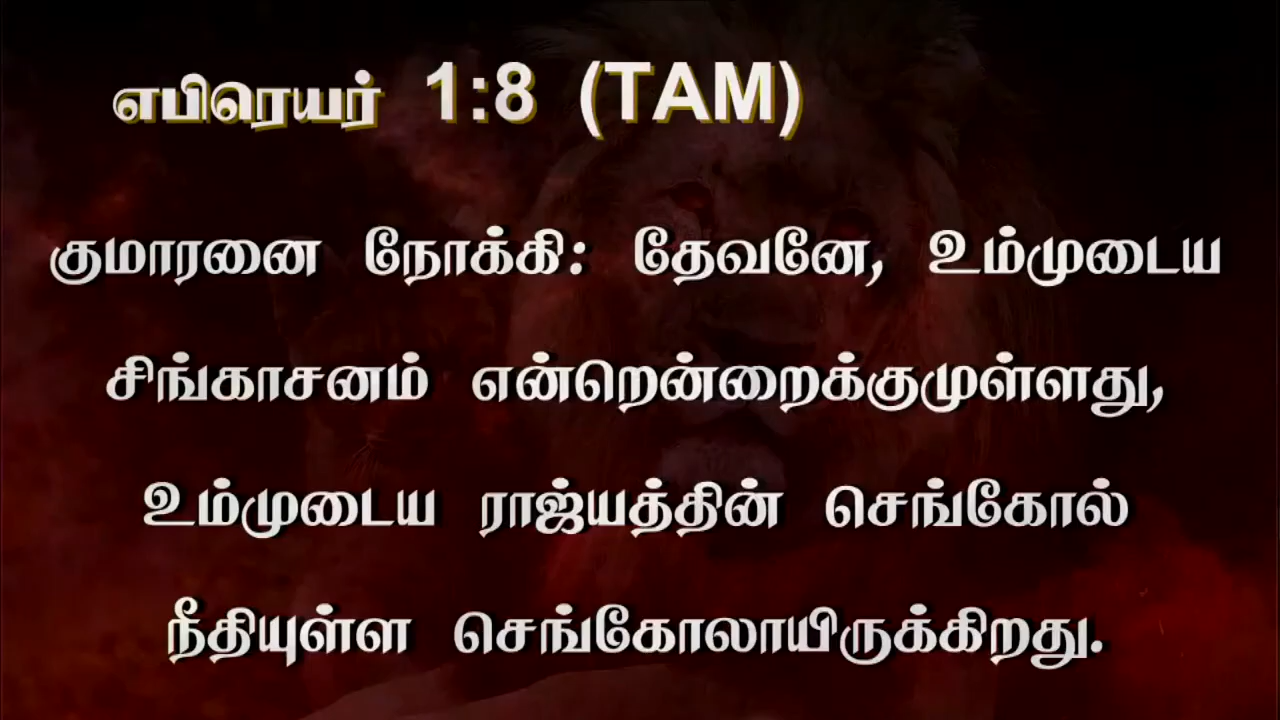 எபிரெயர் 1:8 (TAM)
குமாரனை நோக்கி: தேவனே, உம்முடைய
சிங்காசனம் என்றென்றைக்குமுள்ளது,
உம்முடைய ராஜ்யத்தின் செங்கோல்
நீதியுள்ள செங்கோலாயிருக்கிறது.